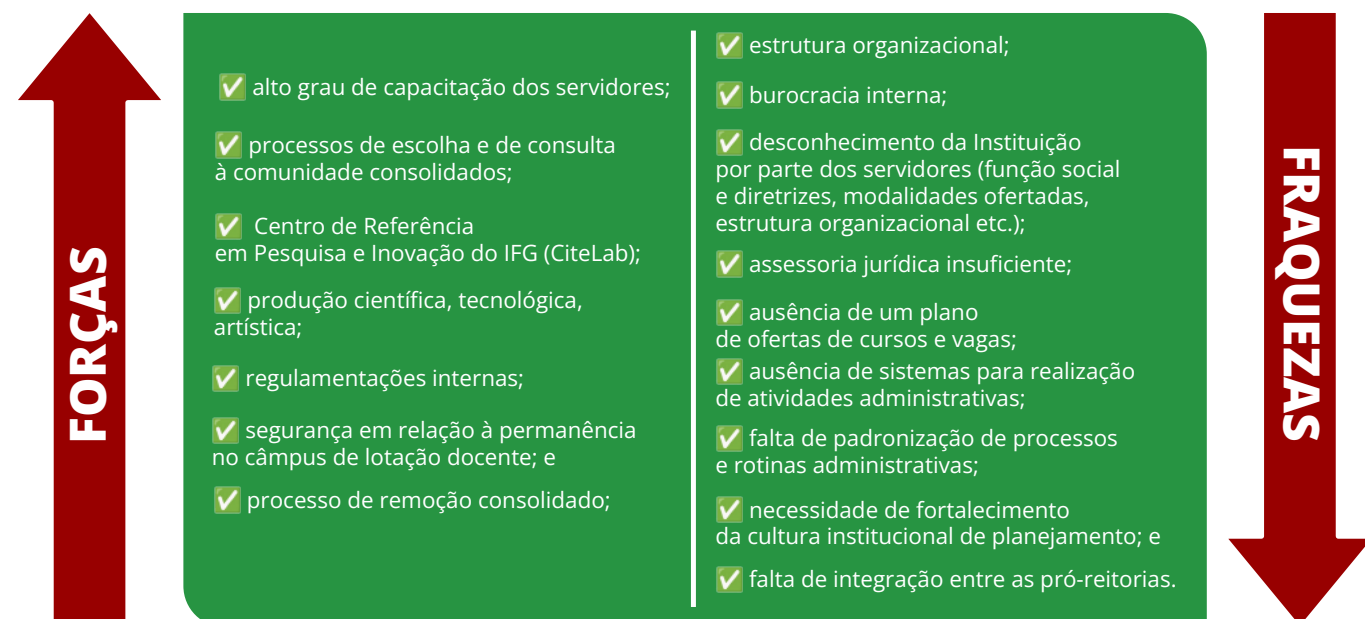 FORÇAS
✅ alto grau de capacitação dos servidores;
✅ processos de escolha e de consulta
à comunidade consolidados;
✅ Centro de Referência
em Pesquisa e Inovação do IFG (CiteLab);
✅ produção científica, tecnológica,
artística;
✅ regulamentações internas;
✅ segurança em relação à permanência
no câmpus de lotação docente; e
✅ processo de remoção consolidado;
✅ estrutura organizacional;
✅ burocracia interna;
✅ desconhecimento da Instituição
por parte dos servidores (função social
e diretrizes, modalidades ofertadas,
estrutura organizacional etc.);
✅ assessoria jurídica insuficiente;
✅ ausência de um plano
de ofertas de cursos e vagas;
✅ ausência de sistemas para realização
de atividades administrativas;
✅ falta de padronização de processos
e rotinas administrativas;
✅ necessidade de fortalecimento
da cultura institucional de planejamento; e
✅ falta de integração entre as pró-reitorias.
FRAQUEZAS